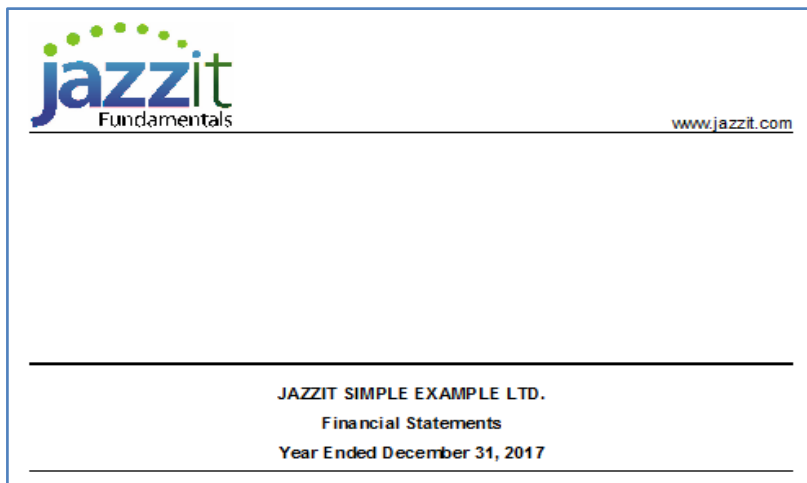 jazzit
Fundamentals
www.jazzit.com
JAZZIT SIMPLE EXAMPLE LTD.
Financial Statements
Year Ended December 31, 2017